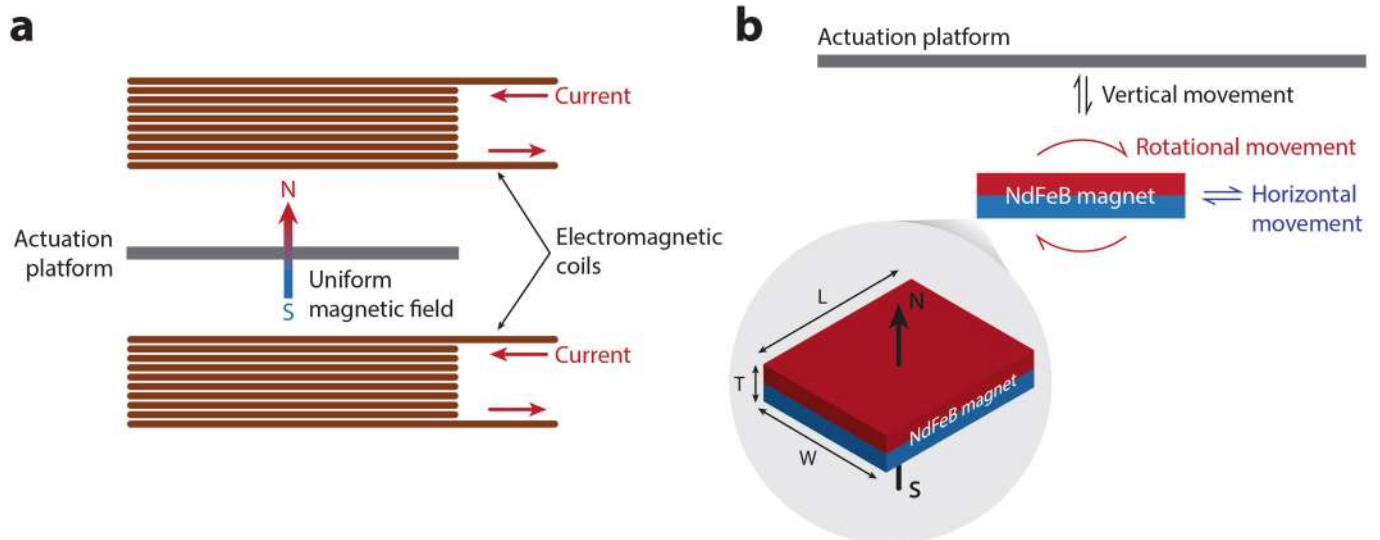 a
Current
N
Actuation
platform
Electromagnetic
coils
Uniform
magnetic field
S
Current
b
Actuation platform
Vertical movement
Rotational movement
NdFeB magnet
Horizontal
movement
L
N
T
NdFeB magnet
W
S